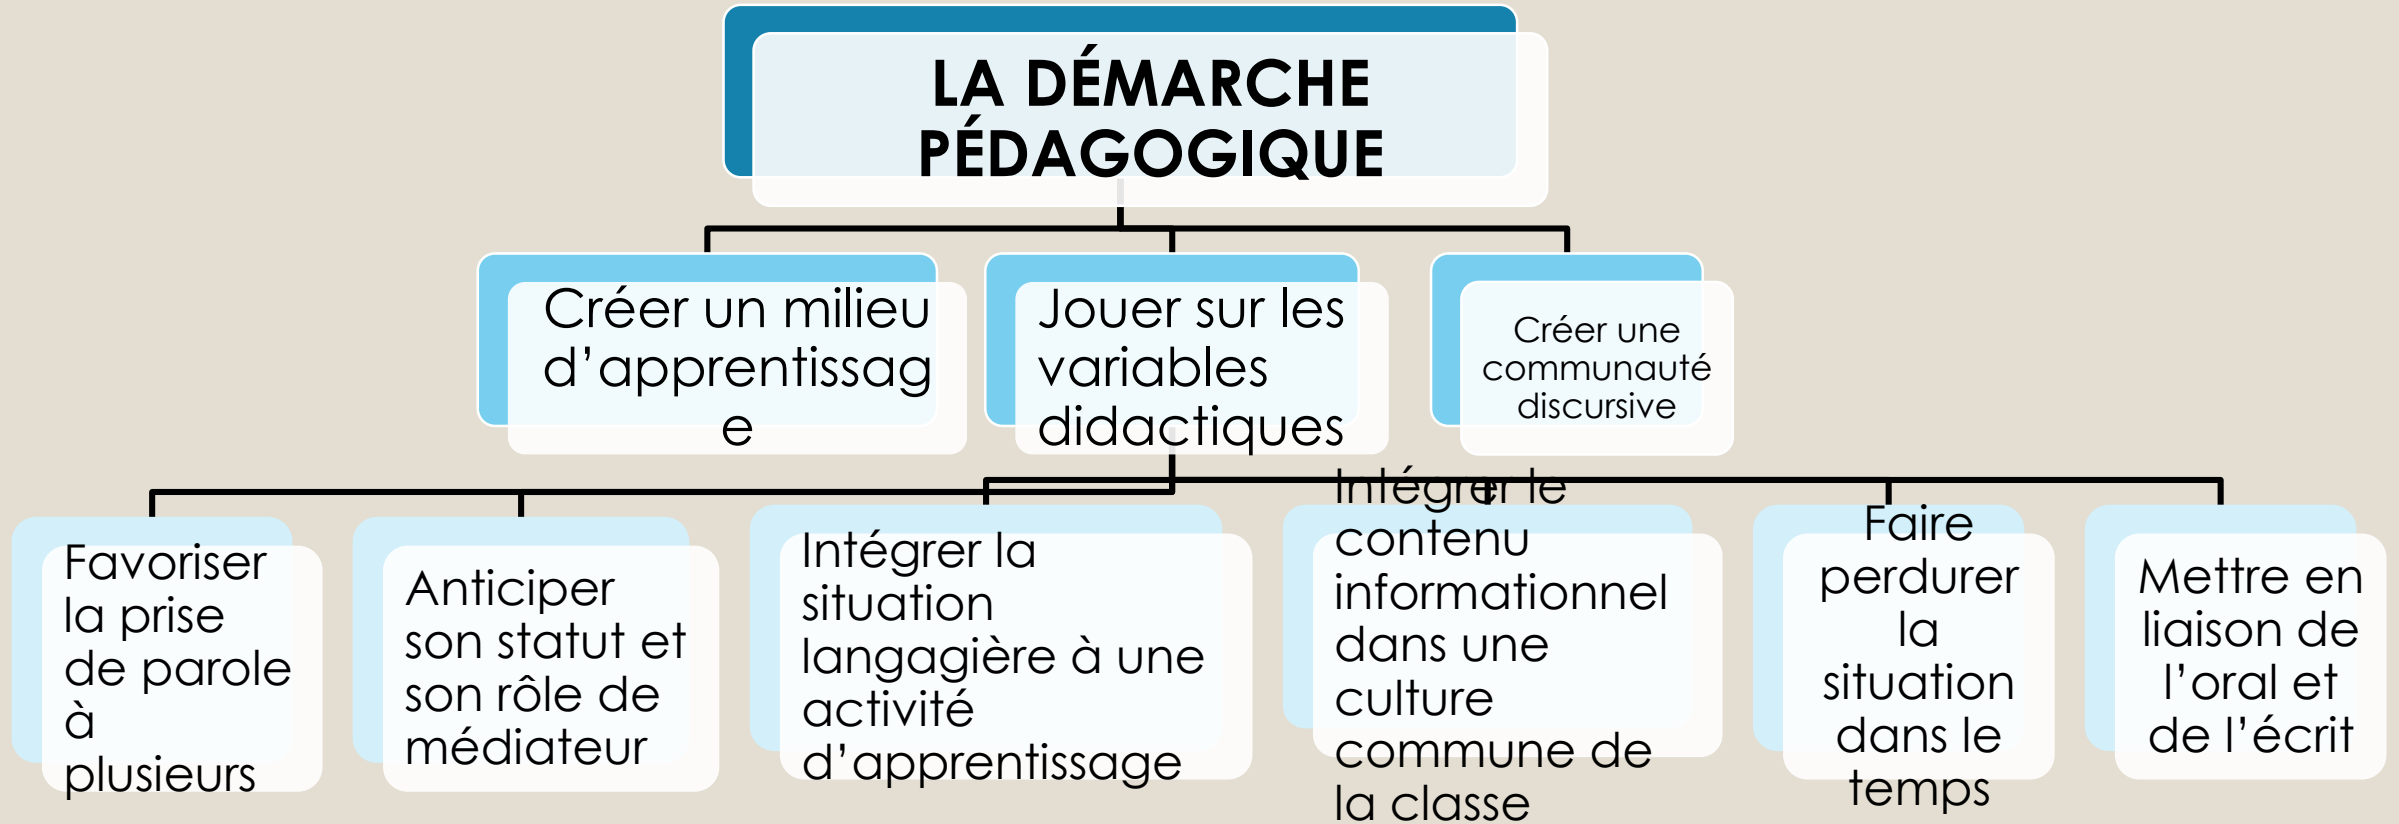 LA DÉMARCHE
PÉDAGOGIQUE
Créer un milieu
d’apprentissag
e
Jouer sur les
variables
didactiques
Créer une
communauté
discursive
Favoriser
la prise
de parole
à
plusieurs
Anticiper
son statut et
son rôle de
médiateur
Intégrer la
situation
langagière à une
activité
d’apprentissage
Intégrer le
contenu
informationnel
dans une
culture
commune de
la classe
Faire
perdurer
la
situation
dans le
temps
Mettre en
liaison de
l’oral et
de l’écrit